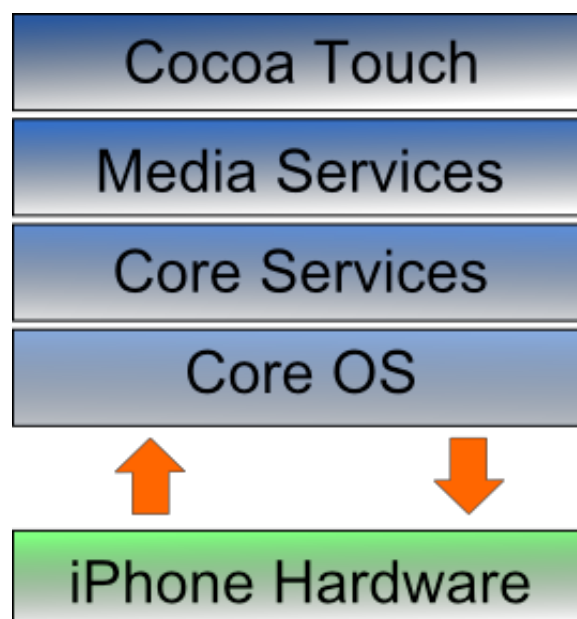 Cocoa Touch
Media Services
Core Services
Core OS
iPhone Hardware